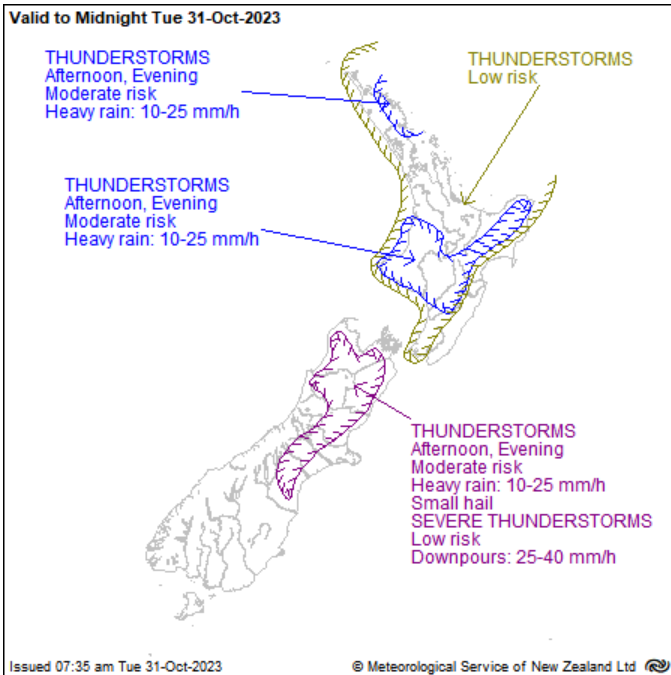 Valid to Midnight Tue 31-Oct-2023
THUNDERSTORMS
Afternoon, Evening
Moderate risk
Heavy rain: 10-25 mm/h
THUNDERSTORMS
Low risk
THUNDERSTORMS
Afternoon, Evening
Moderate risk
Heavy rain: 10-25 mm/h
THUNDERSTORMS
Afternoon, Evening
Moderate risk
Heavy rain: 10-25 mm/h
Small hail
SEVERE THUNDERSTORMS
Low risk
Downpours: 25-40 mm/h
Issued 07:35 am Tue 31-Oct-2023
© Meteorological Service of New Zealand Ltd